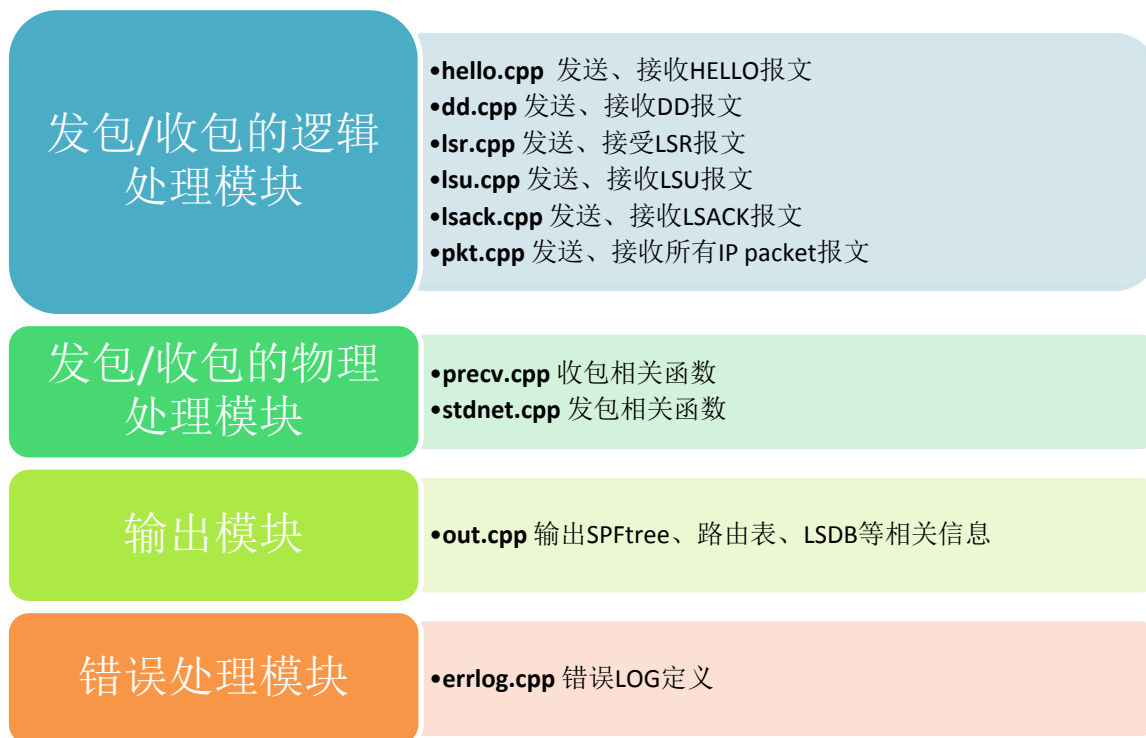 发包/收包的逻辑
处理模块
•hello.cpp 发送、接收HELLO报文
•dd.cpp 发送、接收DD报文
•lsr.cpp 发送、接受LSR报文
•lsu.cpp 发送、接收LSU报文
•lsack.cpp 发送、接收LSACK报文
•pkt.cpp 发送、接收所有IP packet报文
发包/收包的物理
处理模块
•precv.cpp 收包相关函数
•stdnet.cpp 发包相关函数
输出模块
•out.cpp 输出SPFtree、路由表、LSDB等相关信息
错误处理模块
•errlog.cpp 错误LOG定义